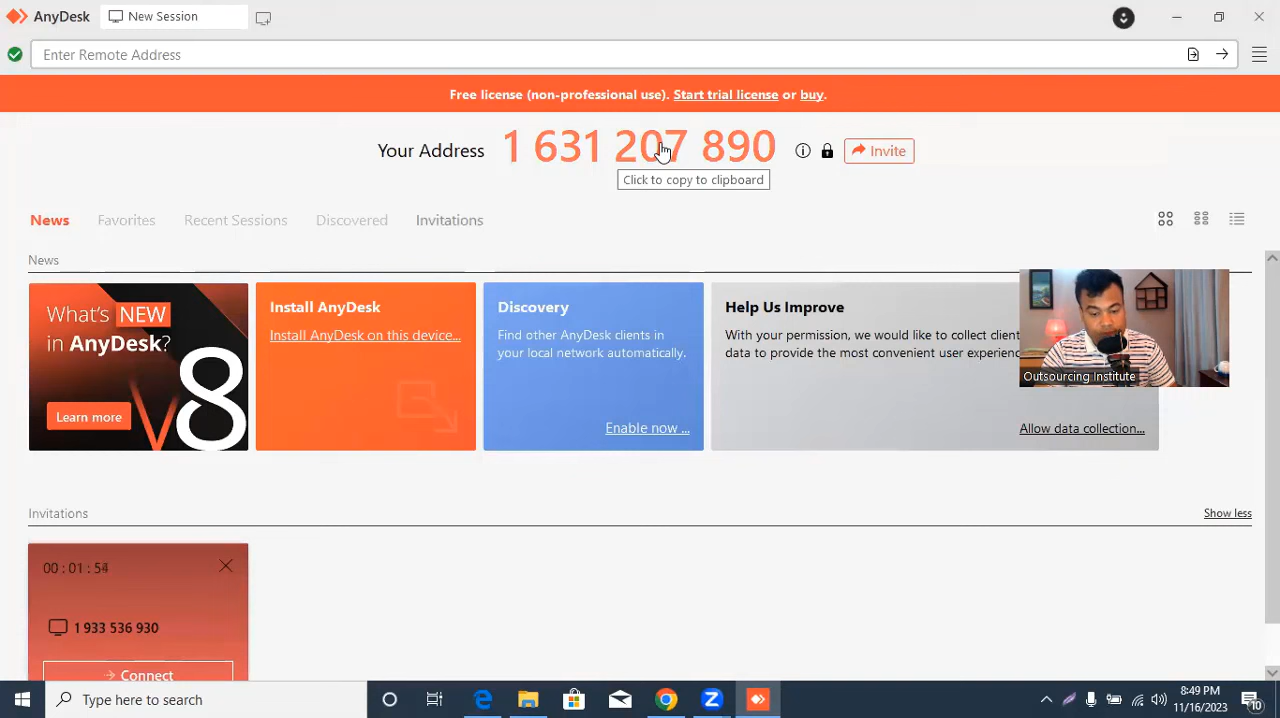 AnyDesk
New Session
Enter Remote Address
Free license (non-professional use). Start trial license or buy.
Your Address 1 631 207 890 Invite
Click to copy to clipboard
News Favorites Recent Sessions Discovered Invitations
News
What's NEW
in AnyDesk?
V8
Learn more
Install AnyDesk
Install AnyDesk on this device...
Discovery
Find other AnyDesk clients in
your local network automatically.
Enable now ...
Help Us Improve
With your permission, we would like to collect client
data to provide the most convenient user experienc
Allow data collection...
Outsourcing Institute
Invitations
Show less
00 : 01 : 54
1 933 536 930
Connect
Type here to search
8:49 PM
11/16/2023
10